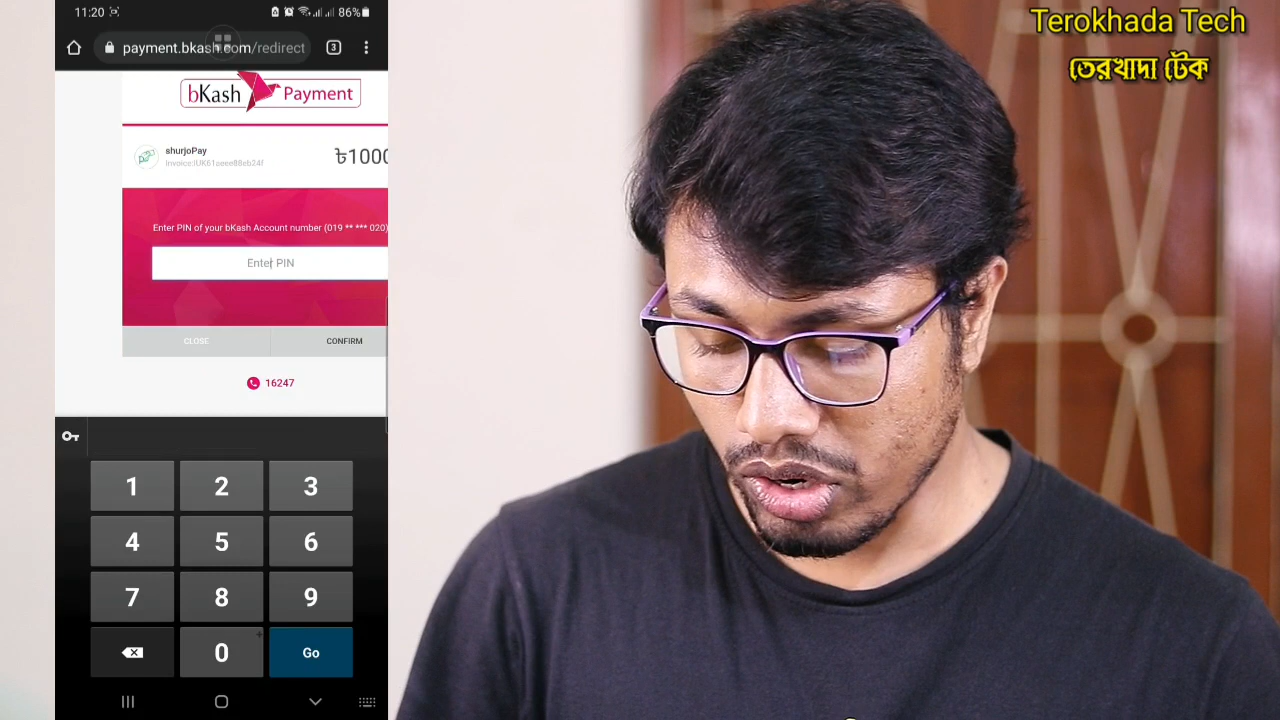 11:20
86%
payment.bkash.com/redirect
3
bKash Payment
shurjoPay
৳1000
Enter PIN of your bKash Account number (019 ** *** 020)
Enter PIN
CLOSE
CONFIRM
16247
1 2 3
4 5 6
7 8 9
0 +
Go
Terokhada Tech
তেরখাদা টেক